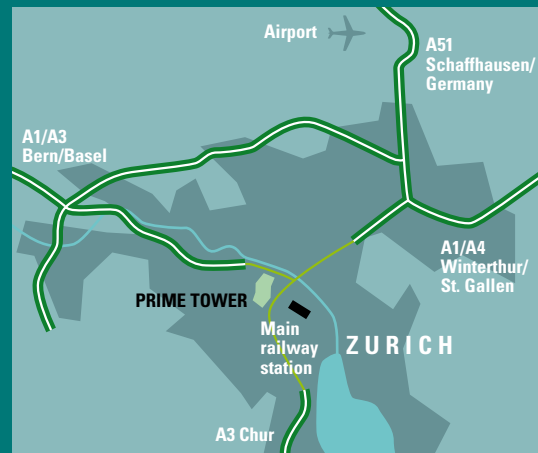 Airport
A51
Schaffhausen/
Germany
A1/A3
Bern/Basel
A1/A4
Winterthur/
St. Gallen
PRIME TOWER
Main
railway
station
ZURICH
A3 Chur